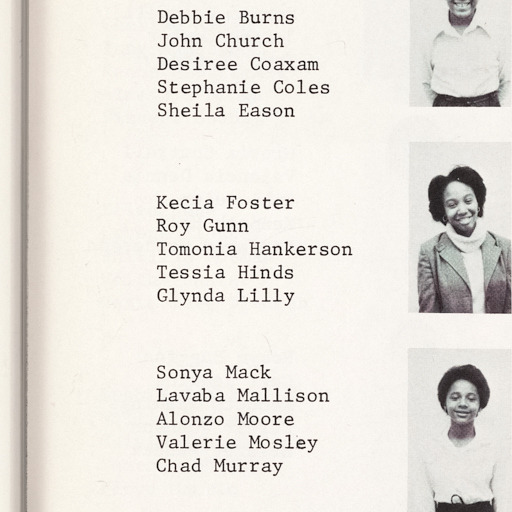 Debbie Burns
John Church
Desiree Coaxam
Stephanie Coles
Sheila Eason
Kecia Foster
Roy Gunn
Tomonia Hankerson
Tessia Hinds
Glynda Lilly
Sonya Mack
Lavaba Mallison
Alonzo Moore
Valerie Mosley
Chad Murray